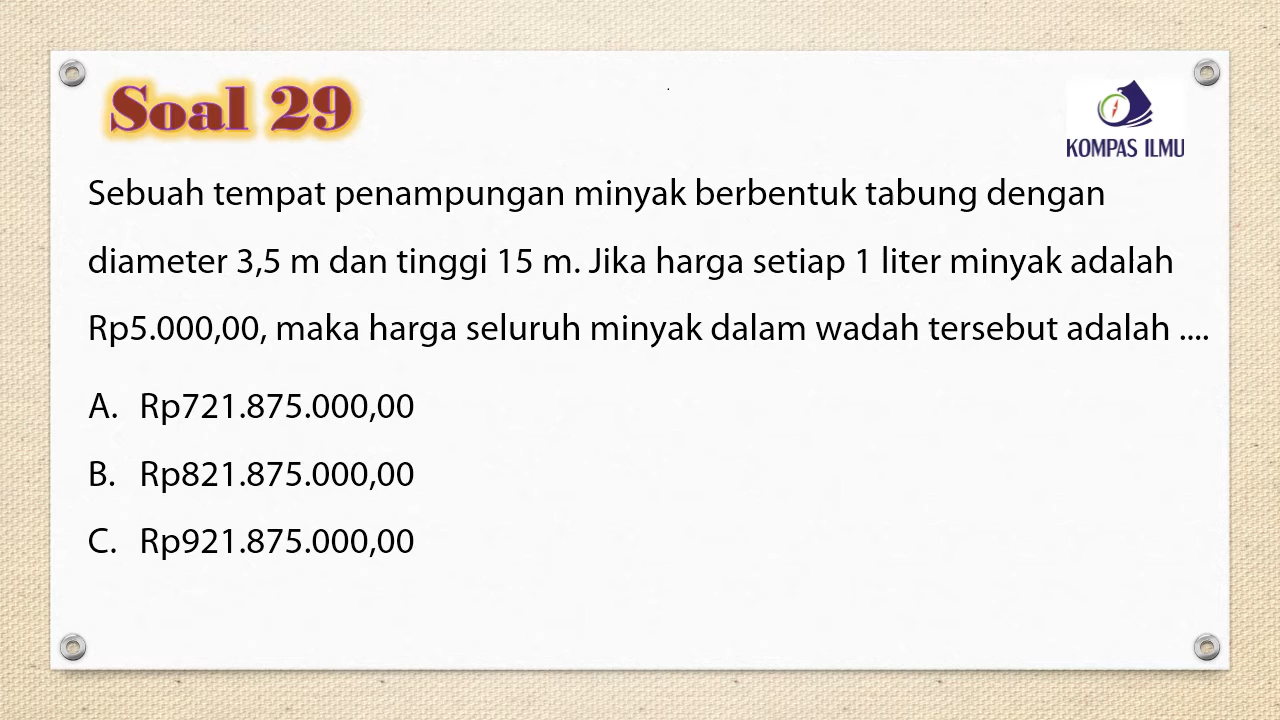 Soal 29
KOMPAS ILMU
Sebuah tempat penampungan minyak berbentuk tabung dengan
diameter 3,5 m dan tinggi 15 m. Jika harga setiap 1 liter minyak adalah
Rp5.000,00, maka harga seluruh minyak dalam wadah tersebut adalah ....
A. Rp721.875.000,00
B. Rp821.875.000,00
C. Rp921.875.000,00